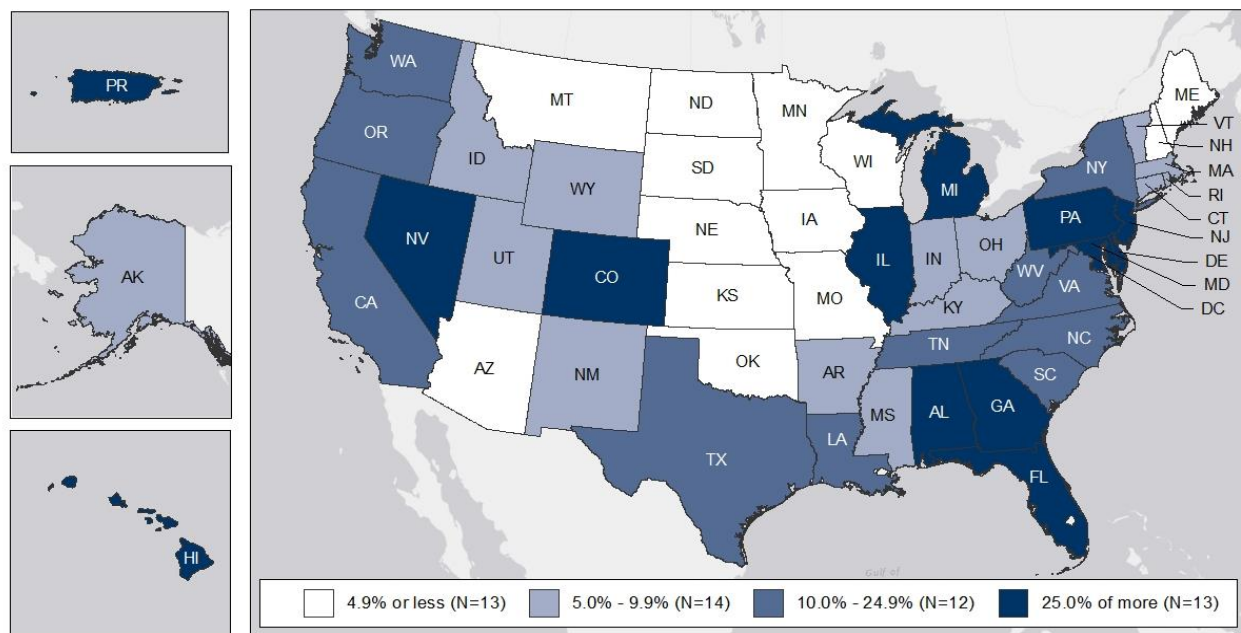 PR
AK
HI
WA
OR
CA
NV
ID
MT
WY
UT
CO
AZ
NM
ND
SD
NE
KS
OK
TX
MN
IA
MO
AR
LA
WI
IL
MI
IN
OH
KY
TN
MS
AL
GA
FL
SC
NC
VA
WV
PA
NY
ME
VT
NH
MA
RI
CT
NJ
DE
MD
DC
Gulf of
4.9% or less (N=13) 5.0% - 9.9% (N=14) 10.0% - 24.9% (N=12) 25.0% of more (N=13)